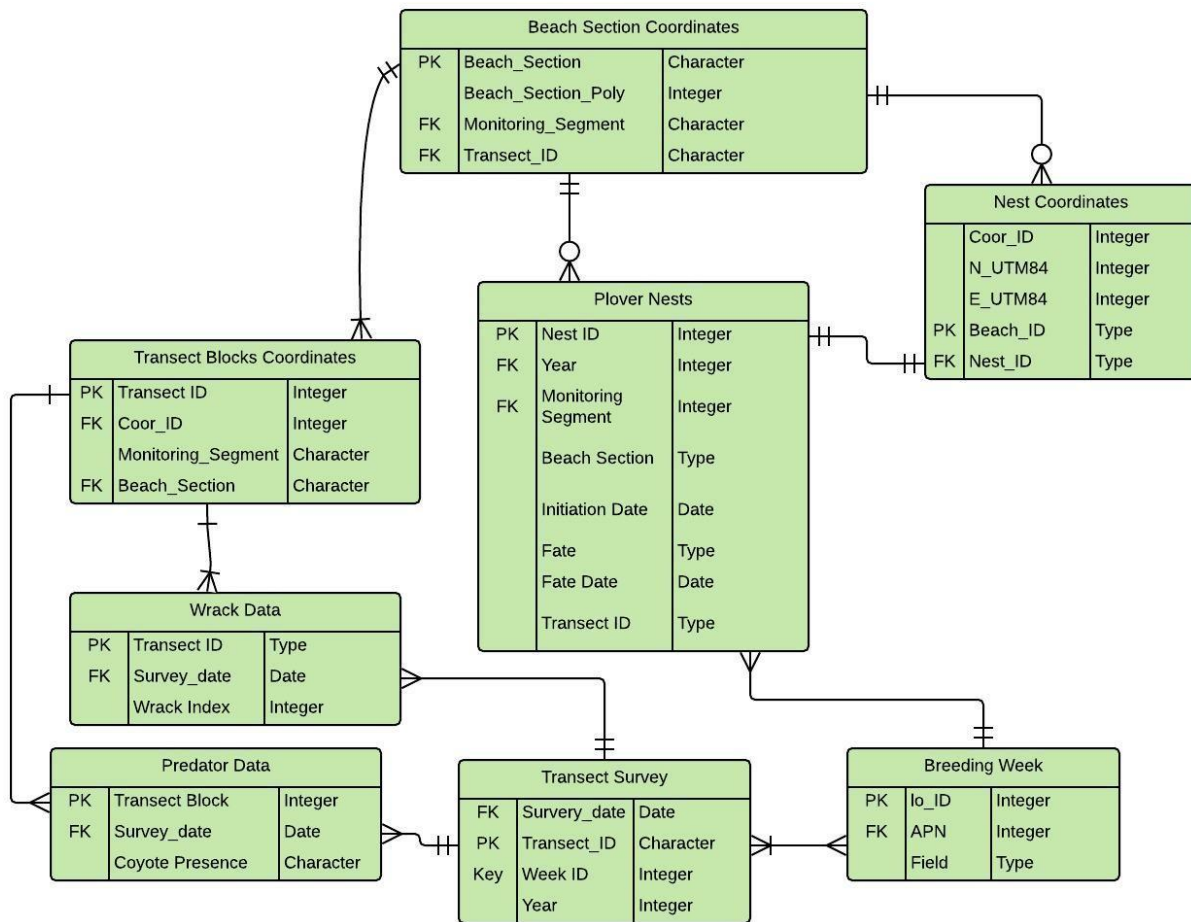 Beach Section Coordinates
PK Beach_Section Character
Beach_Section_Poly Integer
FK Monitoring_Segment Character
FK Transect_ID Character
Nest Coordinates
Coor_ID Integer
N_UTM84 Integer
E_UTM84 Integer
PK Beach_ID Type
FK Nest_ID Type
Plover Nests
PK Nest ID Integer
FK Year Integer
FK Monitoring Segment Integer
Beach Section Type
Initiation Date Date
Fate Type
Fate Date Date
Transect ID Type
Transect Blocks Coordinates
PK Transect ID Integer
FK Coor_ID Integer
Monitoring_Segment Character
FK Beach_Section Character
Wrack Data
PK Transect ID Type
FK Survey_date Date
Wrack Index Integer
Predator Data
PK Transect Block Integer
FK Survey_date Date
Coyote Presence Character
Transect Survey
FK Survery_date Date
PK Transect_ID Character
Key Week ID Integer
Year Integer
Breeding Week
PK Io_ID Integer
FK APN Integer
Field Type